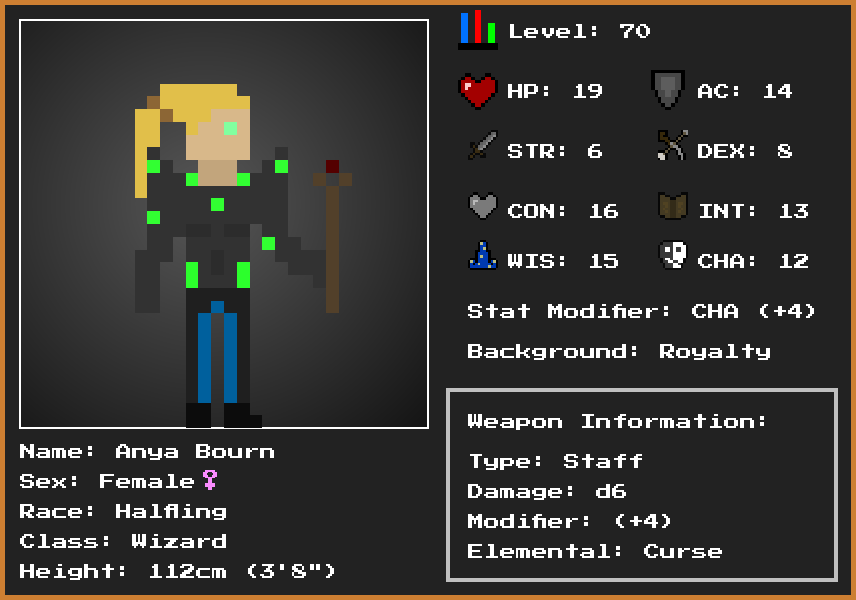 Level: 70
HP: 19 AC: 14
STR: 6 DEX: 8
CON: 16 INT: 13
WIS: 15 CHA: 12
Stat Modifier: CHA (+4)
Background: Royalty
Weapon Information:
Type: Staff
Damage: d6
Modifier: (+4)
Elemental: Curse
Name: Anya Bourn
Sex: Female♀
Race: Halfling
Class: Wizard
Height: 112cm (3'8")